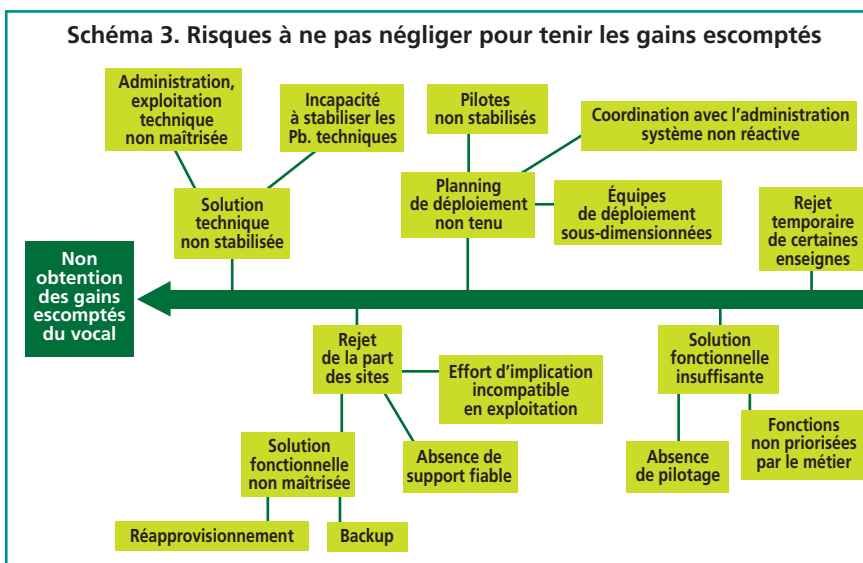 Schéma 3. Risques à ne pas négliger pour tenir les gains escomptés
Administration,
exploitation
technique
non maîtrisée
Incapacité
à stabiliser les
Pb. techniques
Pilotes
non stabilisés
Coordination avec l'administration
système non réactive
Solution
technique
non stabilisée
Planning
de déploiement
non tenu
Équipes
de déploiement
sous-dimensionnées
Rejet
temporaire
de certaines
enseignes
Non
obtention
des gains
escomptés
du vocal
Rejet
de la part
des sites
Effort d'implication
incompatible
en exploitation
Solution
fonctionnelle
insuffisante
Solution
fonctionnelle
non maîtrisée
Absence de
support fiable
Absence
de pilotage
Fonctions
non priorisées
par le métier
Réapprovisionnement
Backup